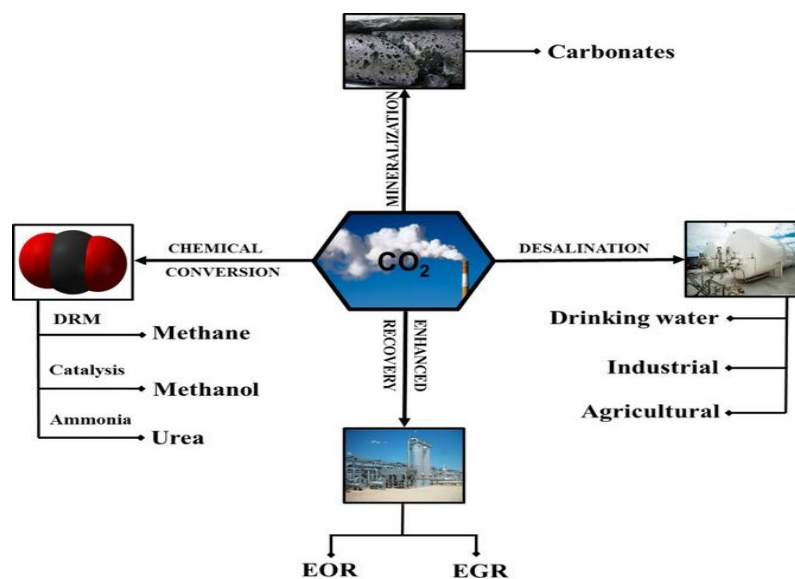 Carbonates
MINERALIZATION
CHEMICAL
CONVERSION
CO₂
DESALINATION
DRM
Methane
Catalysis
Methanol
Ammonia
Urea
RECOVERY
ENHANCED
Drinking water
Industrial
Agricultural
EOR
EGR